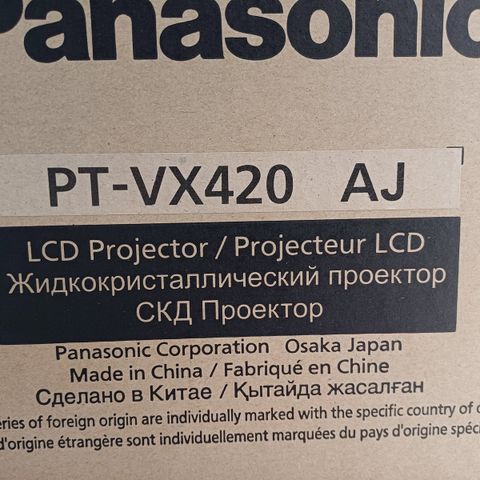 Panasonic
PT-VX420 AJ
LCD Projector / Projecteur LCD
Жидкокристаллический проектор
СКД Проектор
Panasonic Corporation Osaka Japan
Made in China / Fabriqué en Chine
Сделано в Китае / Қытайда жасалған
eries of foreign origin are individually marked with the specific country of o
d'origine étrangère sont individuellement marquées du pays d'origine spéci